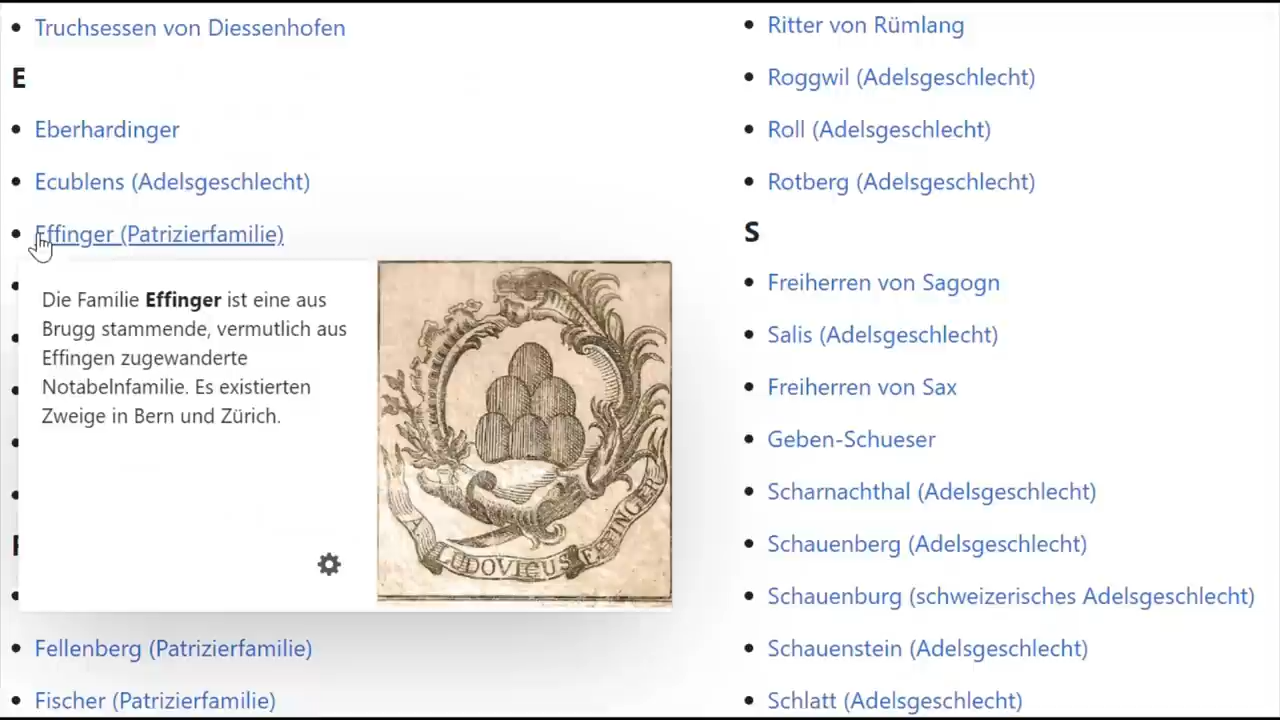 Truchsessen von Diessenhofen
E
Eberhardinger
Ecublens (Adelsgeschlecht)
Effinger (Patrizierfamilie)
Die Familie Effinger ist eine aus
Brugg stammende, vermutlich aus
Effingen zugewanderte
Notabelnfamilie. Es existierten
Zweige in Bern und Zürich.
LUDOVICUS EFFINGER
Fellenberg (Patrizierfamilie)
Fischer (Patrizierfamilie)
Ritter von Rümlang
Roggwil (Adelsgeschlecht)
Roll (Adelsgeschlecht)
Rotberg (Adelsgeschlecht)
S
Freiherren von Sagogn
Salis (Adelsgeschlecht)
Freiherren von Sax
Geben-Schueser
Scharnachthal (Adelsgeschlecht)
Schauenberg (Adelsgeschlecht)
Schauenburg (schweizerisches Adelsgeschlecht)
Schauenstein (Adelsgeschlecht)
Schlatt (Adelsgeschlecht)